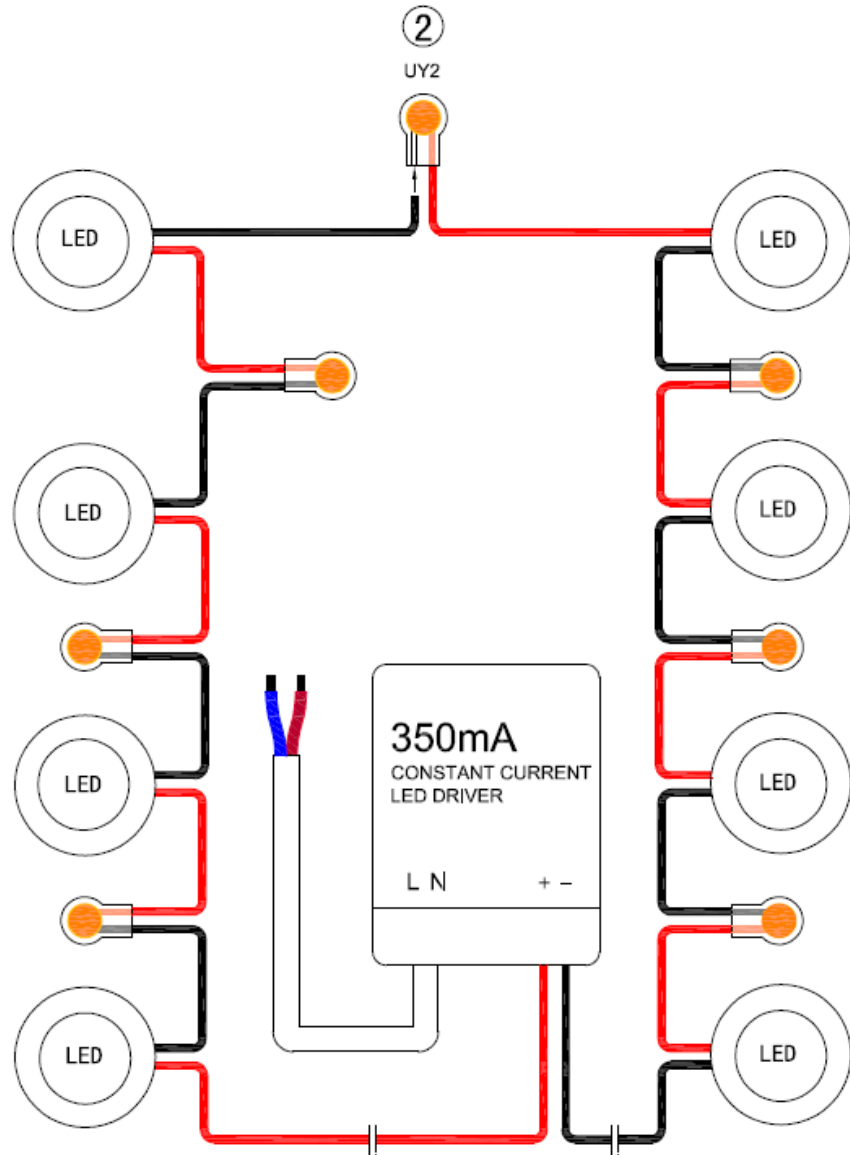 ②
UY2
LED
LED
LED
LED
350mA
CONSTANT CURRENT
LED DRIVER
L N + −
LED
LED
LED
LED